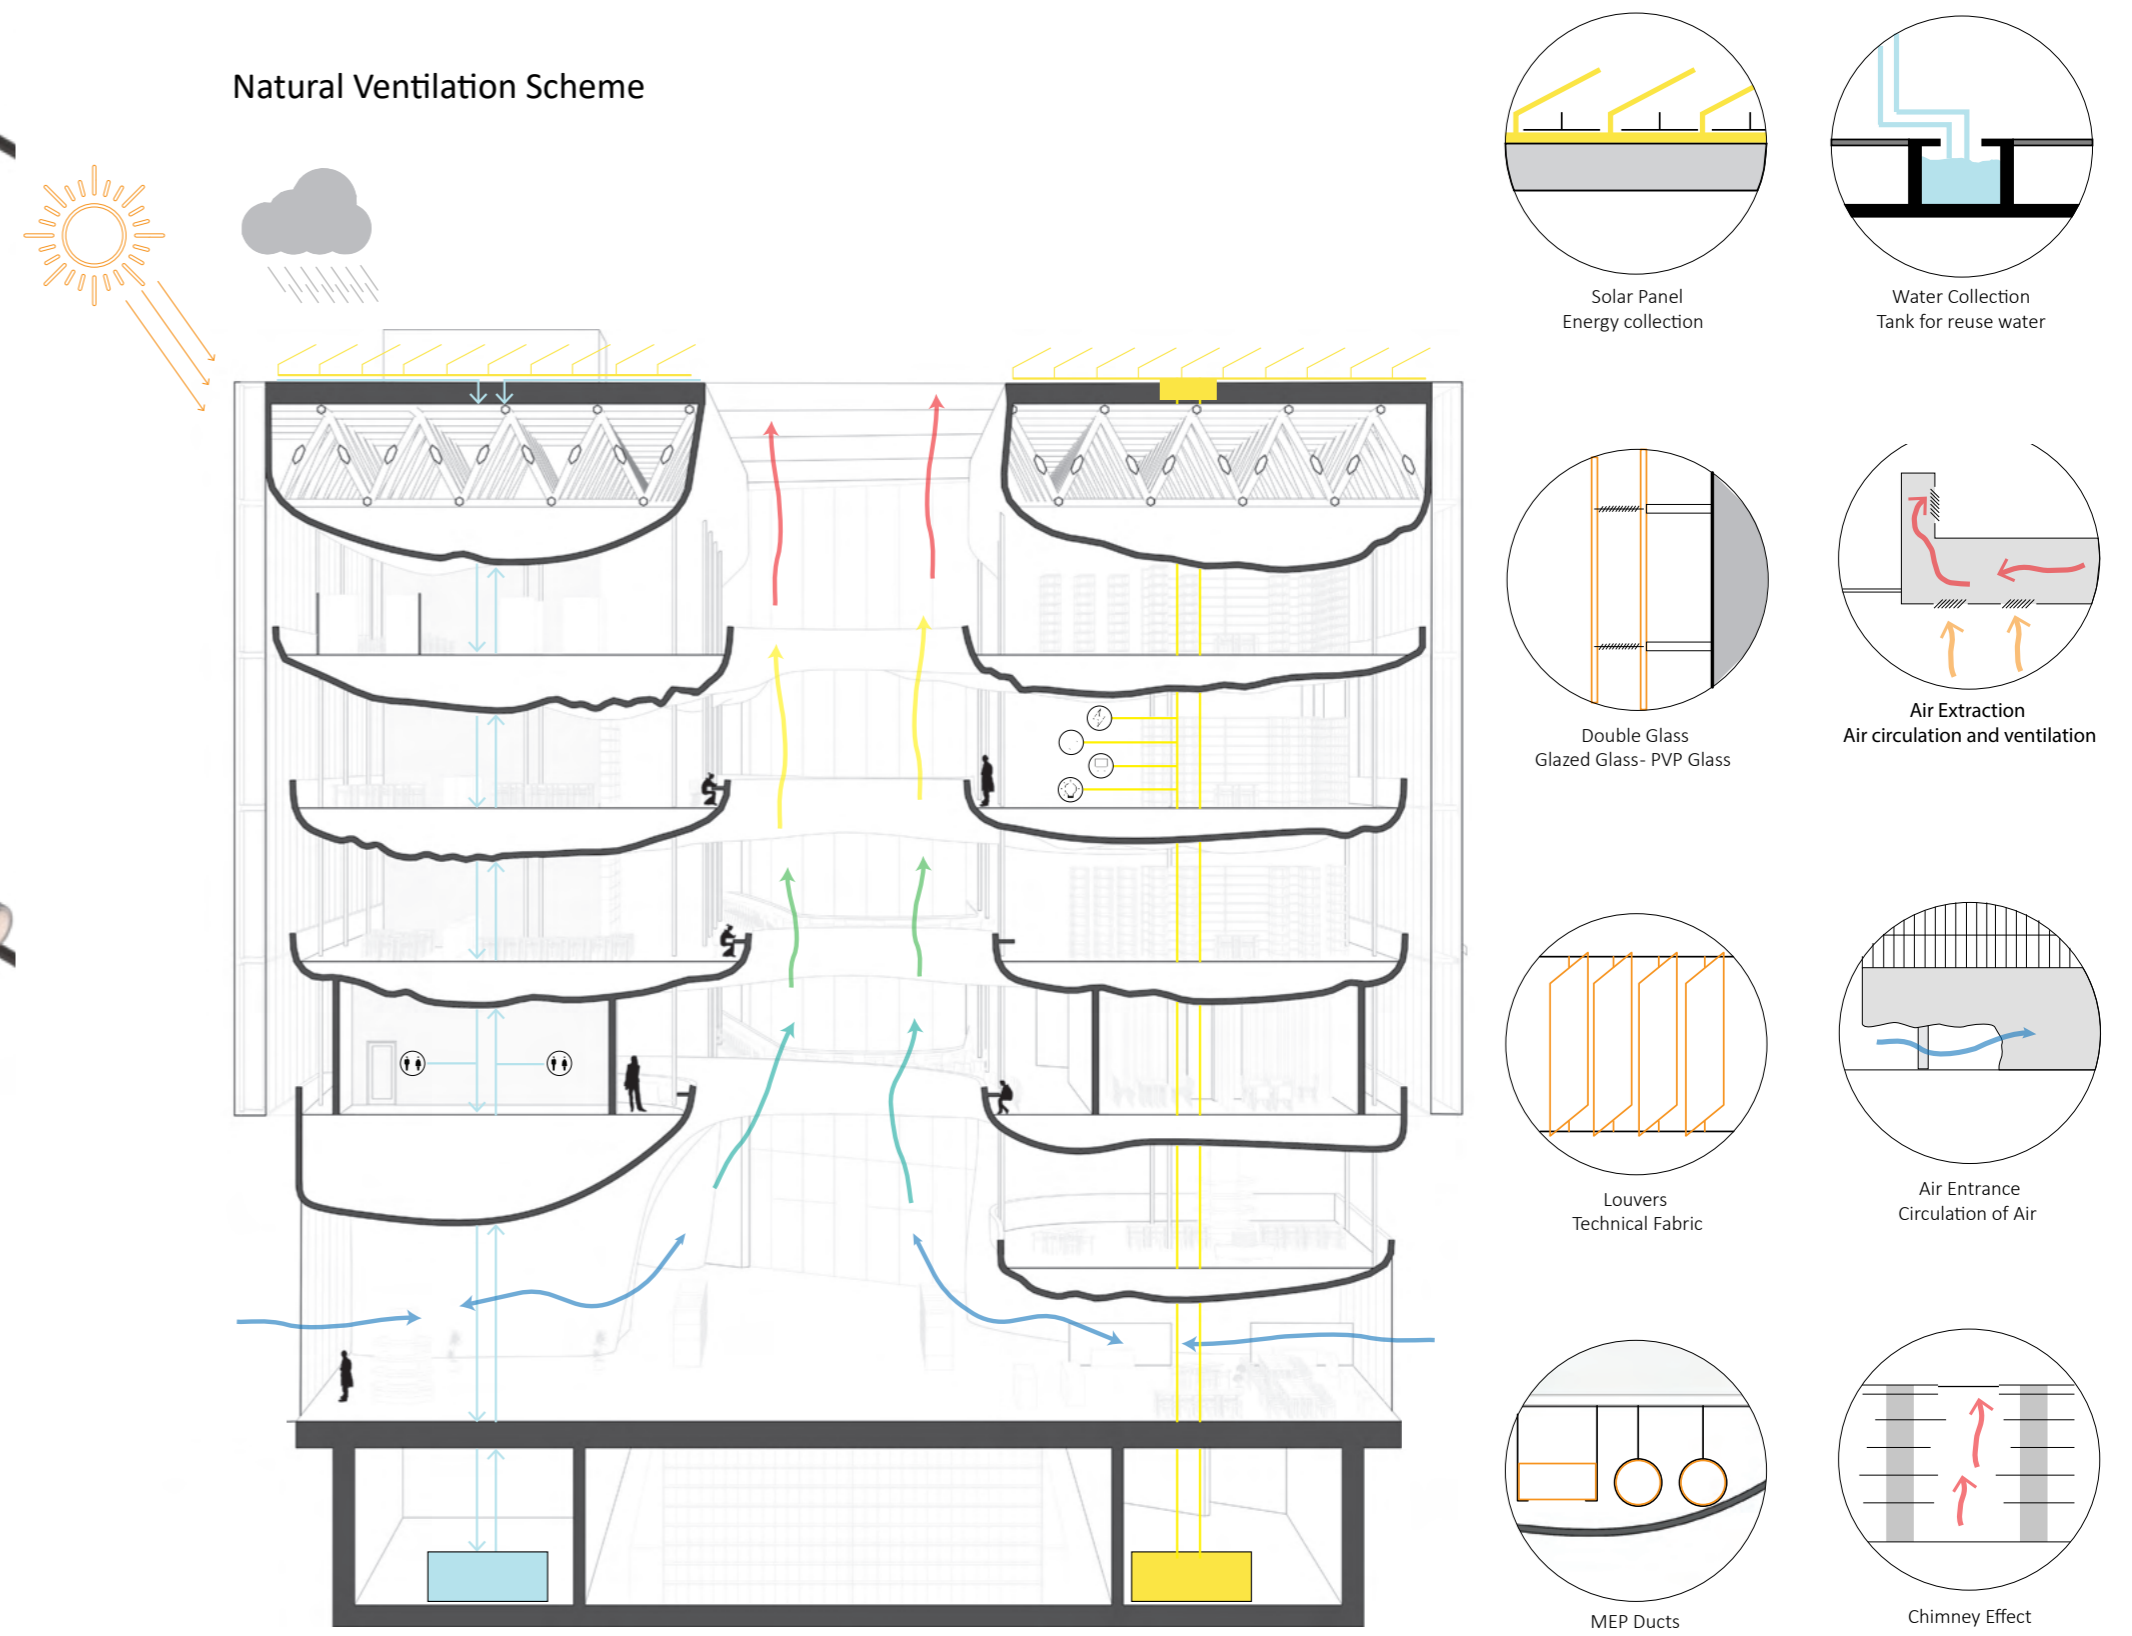 Natural Ventilation Scheme
Solar Panel
Energy collection
Water Collection
Tank for reuse water
Double Glass
Glazed Glass- PVP Glass
Air Extraction
Air circulation and ventilation
Louvers
Technical Fabric
Air Entrance
Circulation of Air
MEP Ducts
Chimney Effect